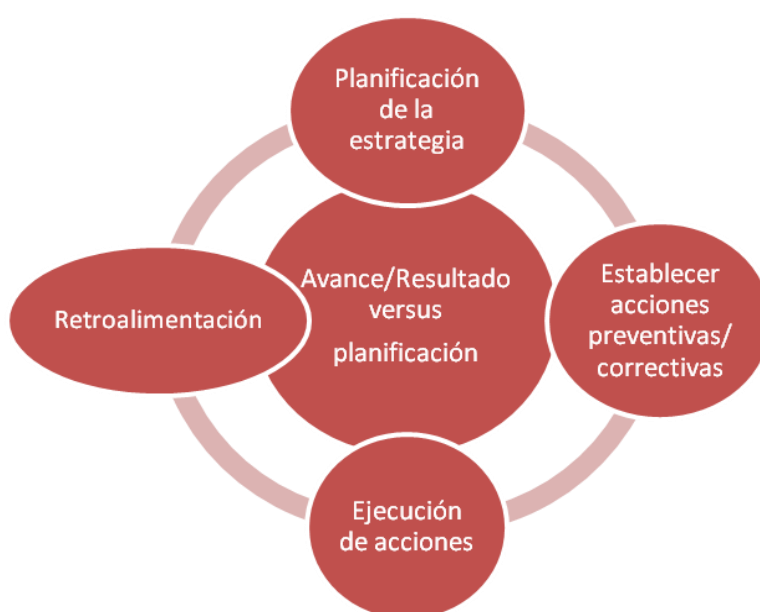 Planificación
de la
estrategia
Avance/Resultado
versus
planificación
Establecer
acciones
preventivas/
correctivas
Ejecución
de acciones
Retroalimentación